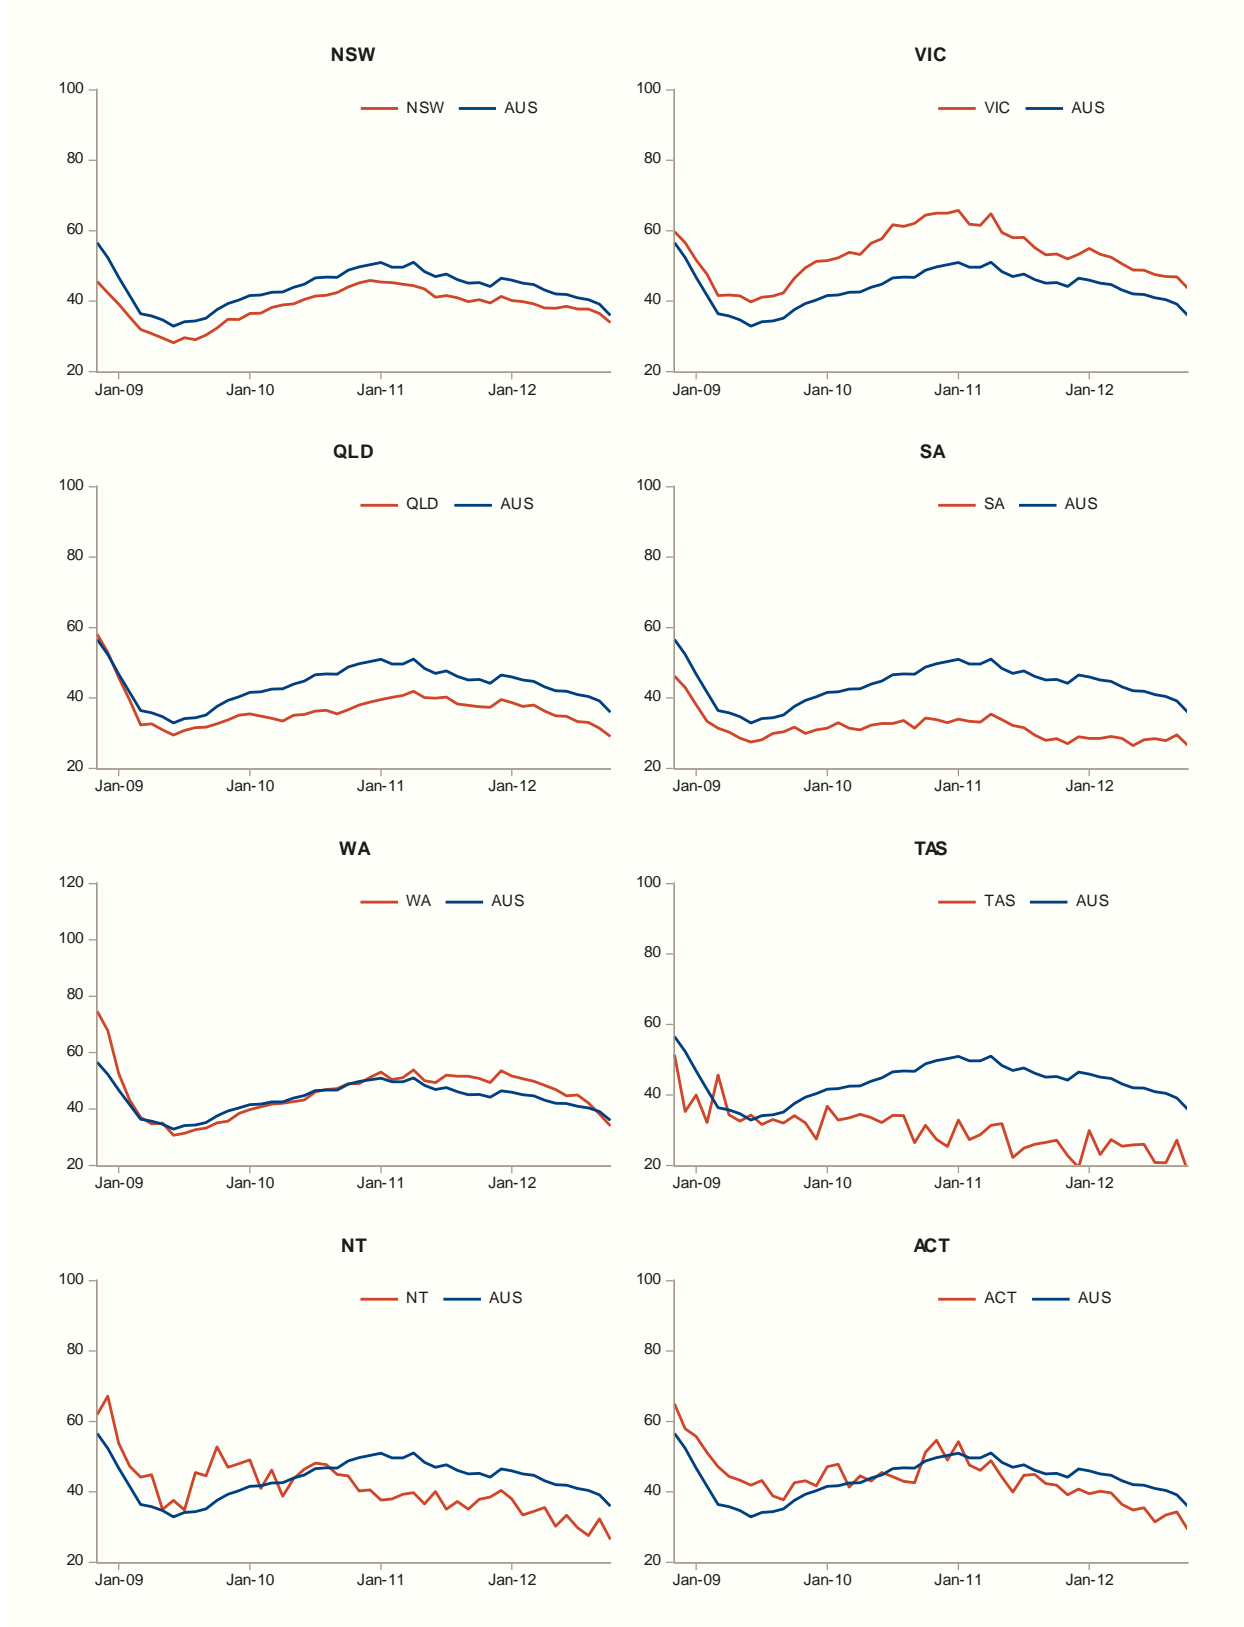 NSW
VIC
100
80
60
40
20
NSW AUS
Jan-09 Jan-10 Jan-11 Jan-12
100
80
60
40
20
VIC AUS
Jan-09 Jan-10 Jan-11 Jan-12
QLD
SA
100
80
60
40
20
QLD AUS
Jan-09 Jan-10 Jan-11 Jan-12
100
80
60
40
20
SA AUS
Jan-09 Jan-10 Jan-11 Jan-12
WA
TAS
120
100
80
60
40
20
WA AUS
Jan-09 Jan-10 Jan-11 Jan-12
100
80
60
40
20
TAS AUS
Jan-09 Jan-10 Jan-11 Jan-12
NT
ACT
100
80
60
40
20
NT AUS
Jan-09 Jan-10 Jan-11 Jan-12
100
80
60
40
20
ACT AUS
Jan-09 Jan-10 Jan-11 Jan-12